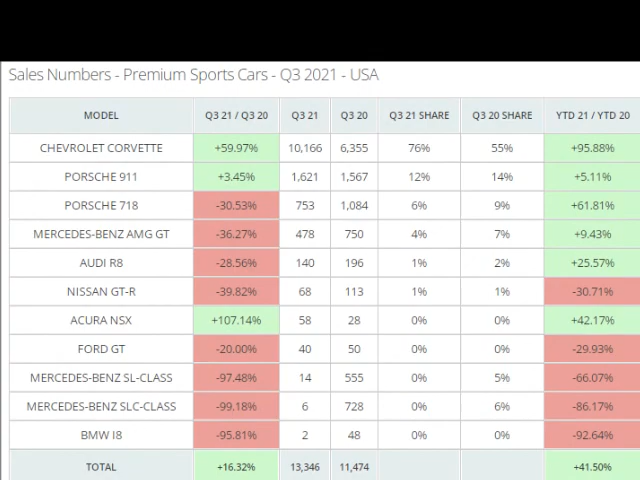 Sales Numbers - Premium Sports Cars - Q3 2021 - USA
MODEL Q3 21 / Q3 20 Q3 21 Q3 20 Q3 21 SHARE Q3 20 SHARE YTD 21 / YTD 20
CHEVROLET CORVETTE +59.97% 10,166 6,355 76% 55% +95.88%
PORSCHE 911 +3.45% 1,621 1,567 12% 14% +5.11%
PORSCHE 718 -30.53% 753 1,084 6% 9% +61.81%
MERCEDES-BENZ AMG GT -36.27% 478 750 4% 7% +9.43%
AUDI R8 -28.56% 140 196 1% 2% +25.57%
NISSAN GT-R -39.82% 68 113 1% 1% -30.71%
ACURA NSX +107.14% 58 28 0% 0% +42.17%
FORD GT -20.00% 40 50 0% 0% -29.93%
MERCEDES-BENZ SL-CLASS -97.48% 14 555 0% 5% -66.07%
MERCEDES-BENZ SLC-CLASS -99.18% 6 728 0% 6% -86.17%
BMW I8 -95.81% 2 48 0% 0% -92.64%
TOTAL +16.32% 13,346 11,474 +41.50%